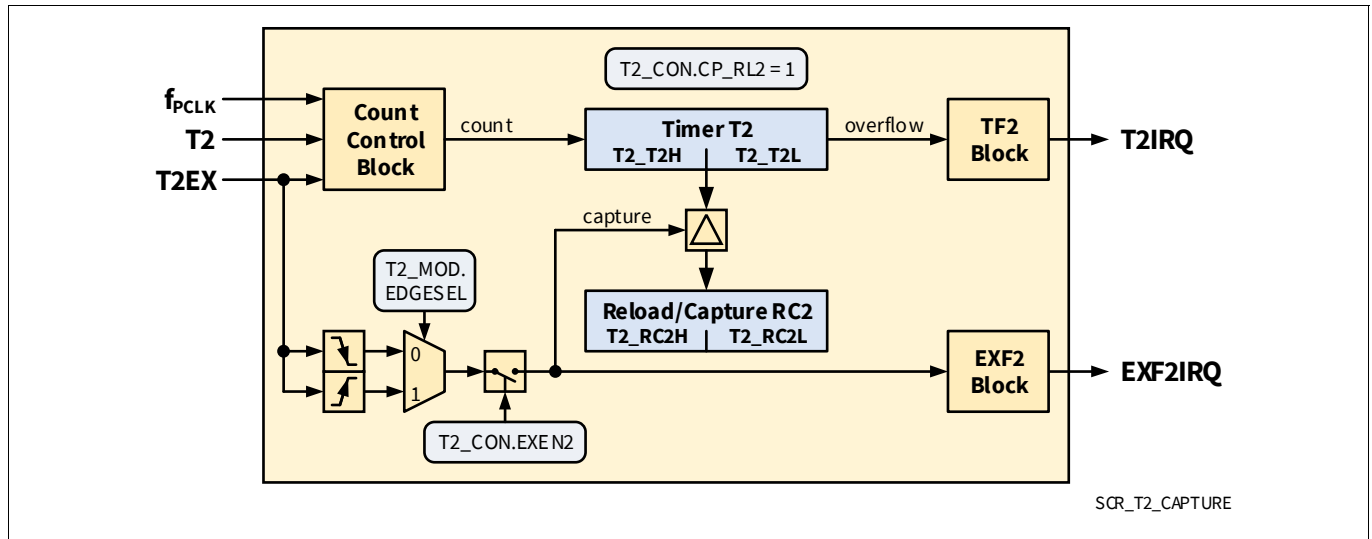 T2_CON.CP_RL2 = 1
fPCLK
T2
T2EX
Count
Control
Block
count
Timer T2
T2_T2H
T2_T2L
overflow
TF2
Block
T2IRQ
capture
T2_MOD.
EDGESEL
Reload/Capture RC2
T2_RC2H
T2_RC2L
0
1
EXF2
Block
EXF2IRQ
T2_CON.EXEN2
SCR_T2_CAPTURE